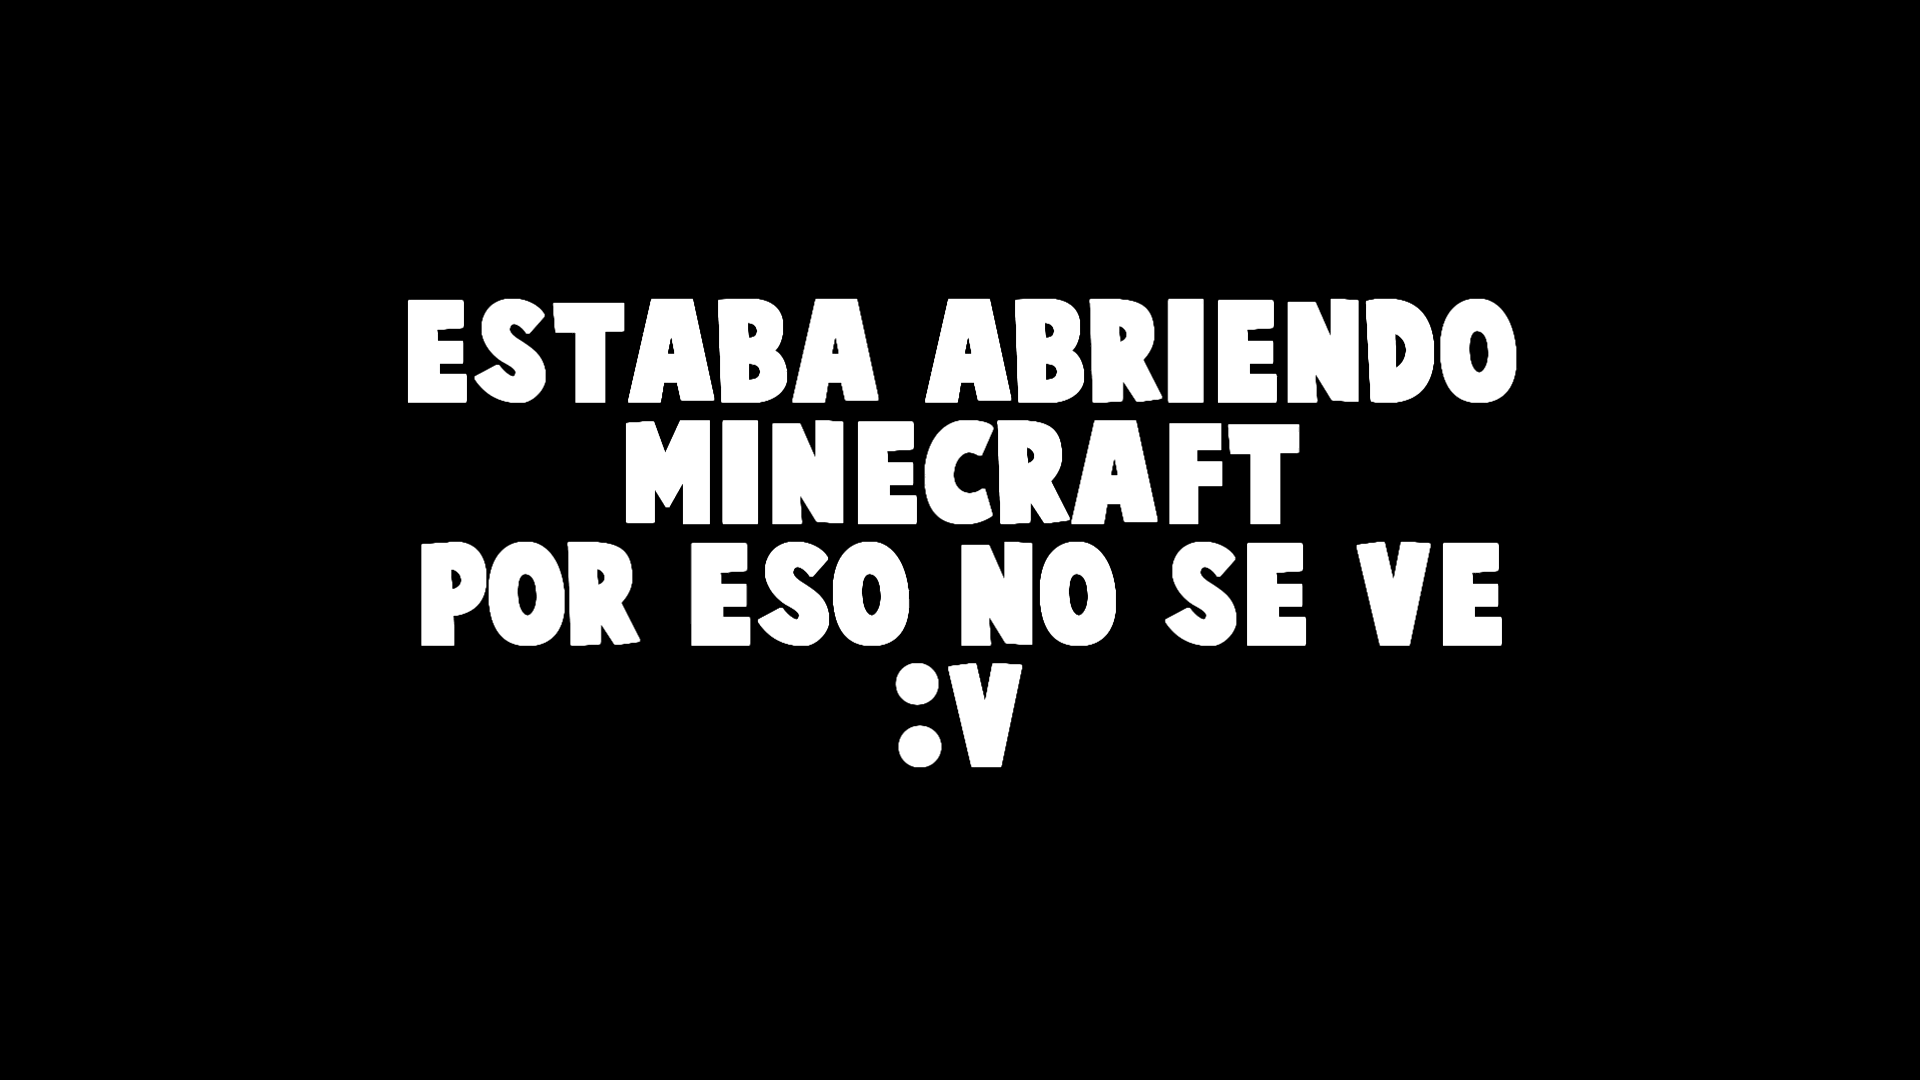 ESTABA ABRIENDO
MINECRAFT
POR ESO NO SE VE
:V